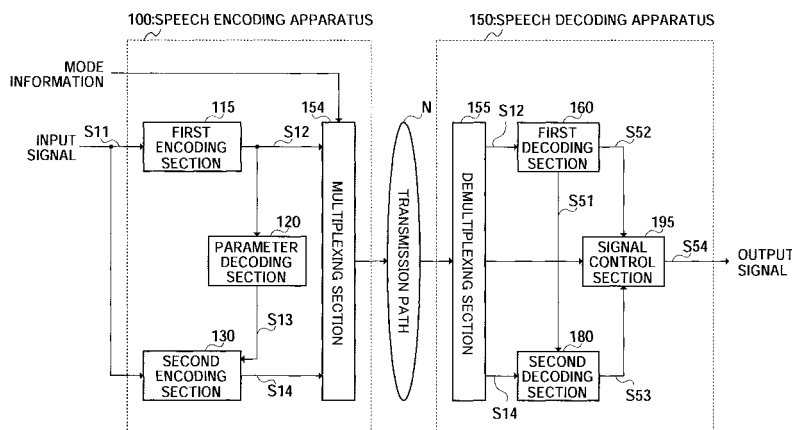 100:SPEECH ENCODING APPARATUS
150:SPEECH DECODING APPARATUS
MODE
INFORMATION
115
154
N
155
S12
160
INPUT
SIGNAL
S11
FIRST
ENCODING
SECTION
S12
FIRST
DECODING
SECTION
S52
MULTIPLEXING SECTION
TRANSMISSION PATH
DEMULTIPLEXING SECTION
S51
120
PARAMETER
DECODING
SECTION
195
SIGNAL
CONTROL
SECTION
S54
OUTPUT
SIGNAL
S13
130
SECOND
ENCODING
SECTION
S14
180
SECOND
DECODING
SECTION
S14
S53